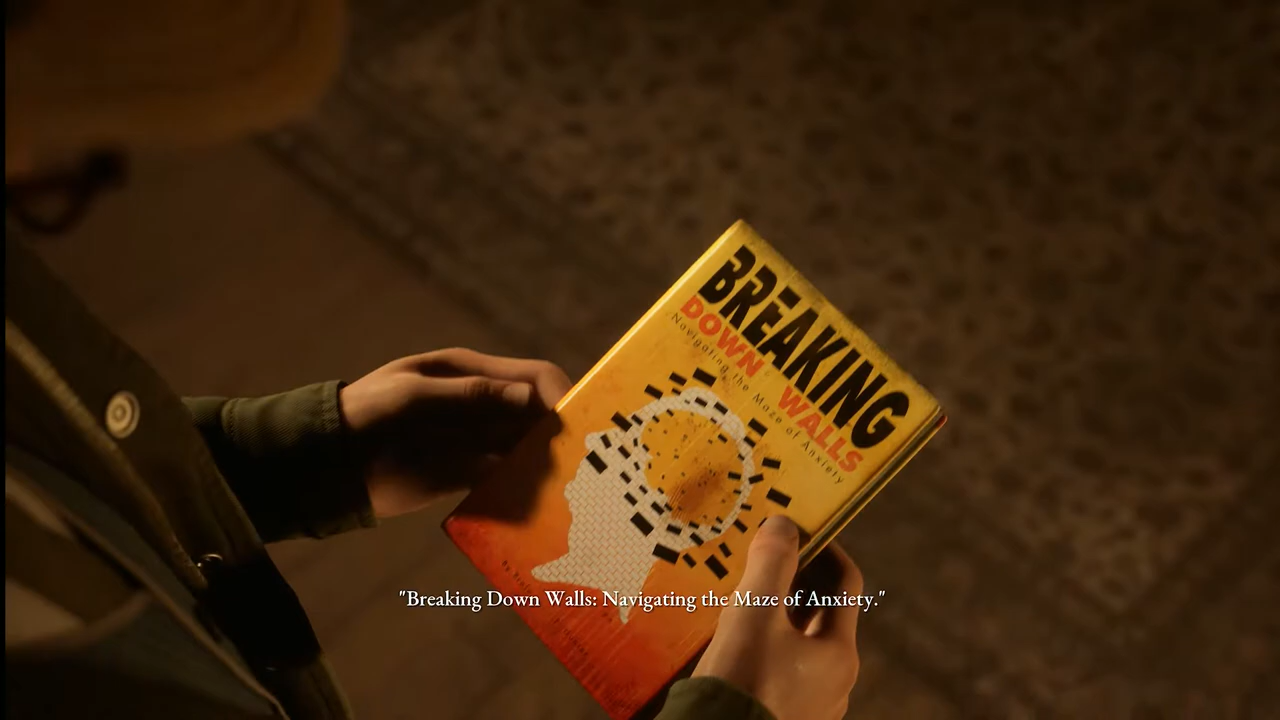 BREAKING
DOWN WALLS
Navigating the Maze of Anxiety
"Breaking Down Walls: Navigating the Maze of Anxiety."